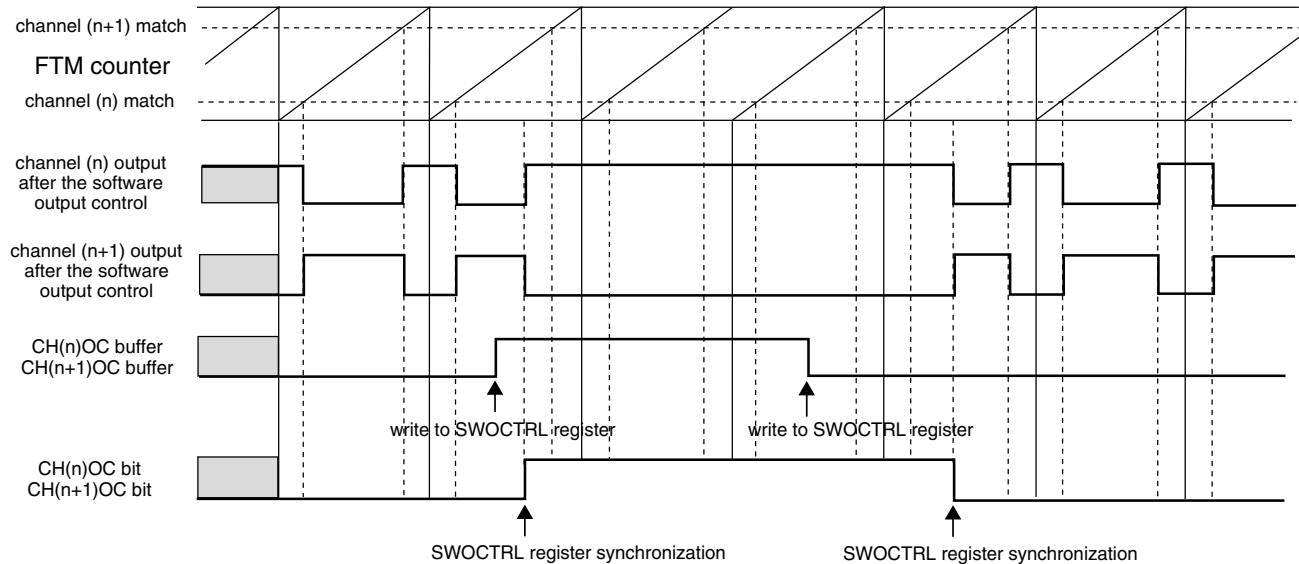 channel (n+1) match
FTM counter
channel (n) match
channel (n) output
after the software
output control
channel (n+1) output
after the software
output control
CH(n)OC buffer
CH(n+1)OC buffer
write to SWOCTRL register
write to SWOCTRL register
CH(n)OC bit
CH(n+1)OC bit
SWOCTRL register synchronization
SWOCTRL register synchronization